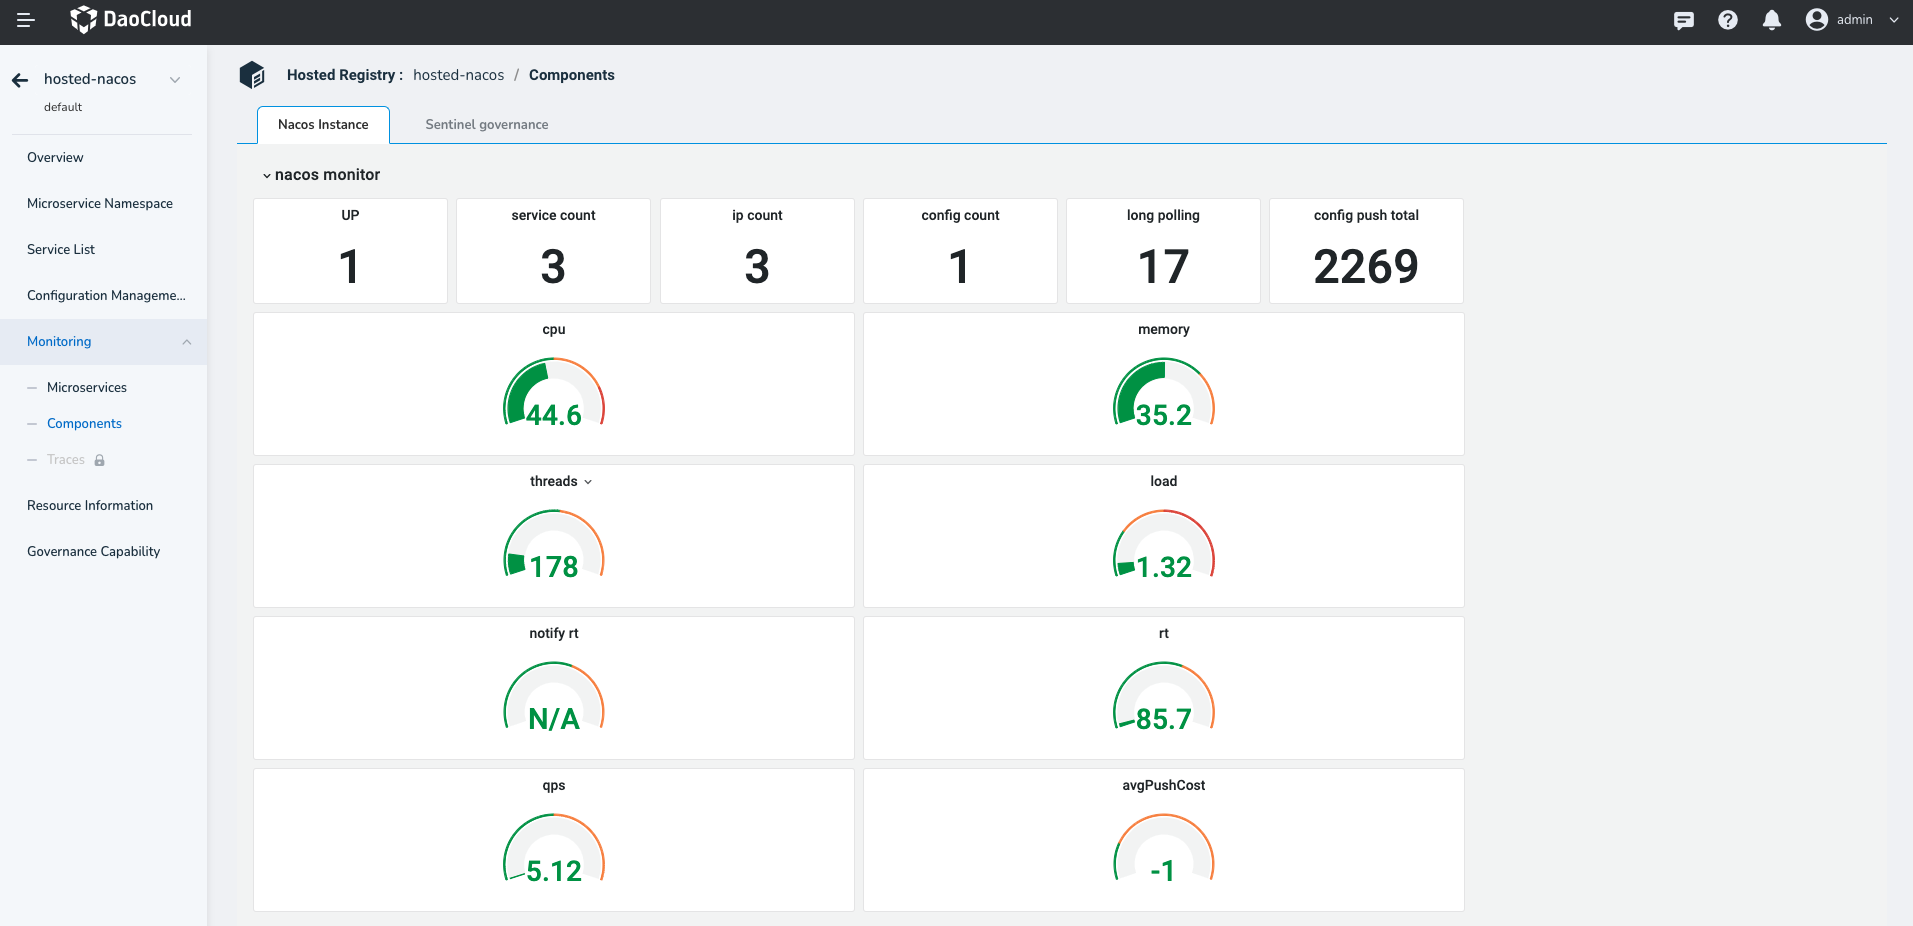 DaoCloud
admin
hosted-nacos
default
Overview
Microservice Namespace
Service List
Configuration Manageme...
Monitoring
Microservices
Components
Traces
Resource Information
Governance Capability
Hosted Registry : hosted-nacos / Components
Nacos Instance
Sentinel governance
nacos monitor
UP
1
service count
3
ip count
3
config count
1
long polling
17
config push total
2269
cpu
44.6
memory
35.2
threads
178
load
1.32
notify rt
N/A
rt
85.7
qps
5.12
avgPushCost
-1